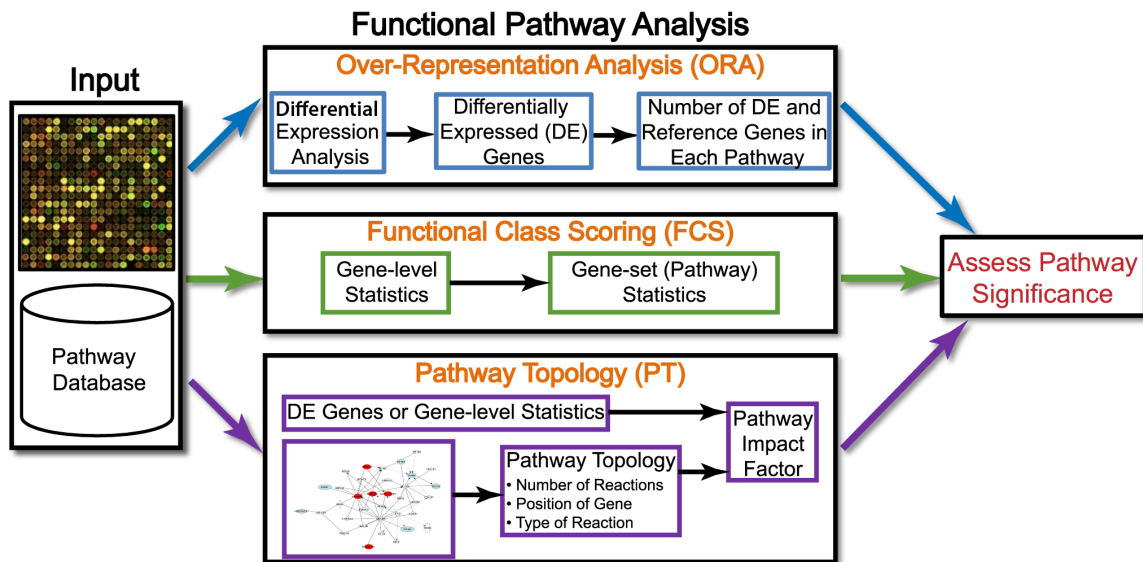 Functional Pathway Analysis
Input
Pathway
Database
Over-Representation Analysis (ORA)
Differential
Expression
Analysis
Differentially
Expressed (DE)
Genes
Number of DE and
Reference Genes in
Each Pathway
Functional Class Scoring (FCS)
Gene-level
Statistics
Gene-set (Pathway)
Statistics
Pathway Topology (PT)
DE Genes or Gene-level Statistics
Pathway Topology
• Number of Reactions
• Position of Gene
• Type of Reaction
Pathway
Impact
Factor
Assess Pathway
Significance